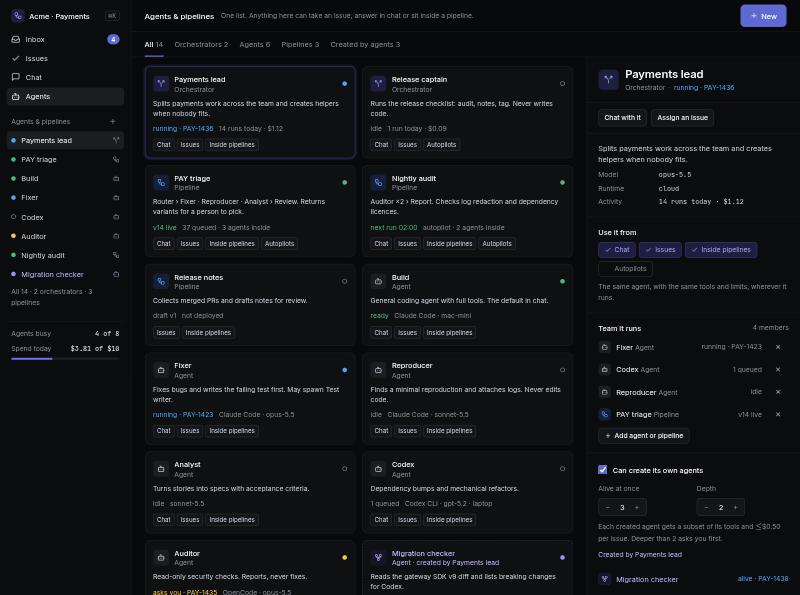 Acme · Payments
⌘K
Inbox
4
Issues
Chat
Agents
Agents & pipelines
Payments lead
PAY triage
Build
Fixer
Codex
Auditor
Nightly audit
Migration checker
All 14 · 2 orchestrators · 3
pipelines
Agents busy 4 of 8
Spend today $3.81 of $10
Agents & pipelines One list. Anything here can take an issue, answer in chat or sit inside a pipeline.
+ New
All 14 Orchestrators 2 Agents 6 Pipelines 3 Created by agents 3
Payments lead
Orchestrator
Splits payments work across the team and creates helpers
when nobody fits.
running · PAY-1436 14 runs today · $1.12
Chat Issues Inside pipelines
Release captain
Orchestrator
Runs the release checklist: audit, notes, tag. Never writes
code.
idle 1 run today · $0.09
Chat Issues Autopilots
PAY triage
Pipeline
Router › Fixer · Reproducer · Analyst › Review. Returns
variants for a person to pick.
v14 live 37 queued · 3 agents inside
Chat Issues Inside pipelines Autopilots
Nightly audit
Pipeline
Auditor ×2 › Report. Checks log redaction and dependency
licences.
next run 02:00 autopilot · 2 agents inside
Chat Issues Inside pipelines Autopilots
Release notes
Pipeline
Collects merged PRs and drafts notes for review.
draft v1 not deployed
Issues Inside pipelines
Build
Agent
General coding agent with full tools. The default in chat.
ready Claude Code · mac-mini
Chat Issues Inside pipelines
Fixer
Agent
Fixes bugs and writes the failing test first. May spawn Test
writer.
running · PAY-1423 Claude Code · opus-5.5
Chat Issues Inside pipelines
Reproducer
Agent
Finds a minimal reproduction and attaches logs. Never edits
code.
idle Claude Code · sonnet-5.5
Chat Issues Inside pipelines
Analyst
Agent
Turns stories into specs with acceptance criteria.
idle sonnet-5.5
Chat Issues Inside pipelines
Codex
Agent
Dependency bumps and mechanical refactors.
1 queued Codex CLI · gpt-5.2 · laptop
Chat Issues Inside pipelines
Auditor
Agent
Read-only security checks. Reports, never fixes.
asks you · PAY-1435 OpenCode · opus-5.5
Migration checker
Agent · created by Payments lead
Reads the gateway SDK v9 diff and lists breaking changes
for Codex.
Payments lead
Orchestrator · running · PAY-1436
Chat with it Assign an issue
Splits payments work across the team and creates
helpers when nobody fits.
Model opus-5.5
Runtime cloud
Activity 14 runs today · $1.12
Use it from
✓ Chat ✓ Issues ✓ Inside pipelines
Autopilots
The same agent, with the same tools and limits, wherever it
runs.
Team it runs 4 members
Fixer Agent running · PAY-1423 ×
Codex Agent 1 queued ×
Reproducer Agent idle ×
PAY triage Pipeline v14 live ×
+ Add agent or pipeline
Can create its own agents
Alive at once Depth
− 3 + − 2 +
Each created agent gets a subset of its tools and ≤$0.50
per issue. Deeper than 2 asks you first.
Created by Payments lead
Migration checker alive · PAY-1438